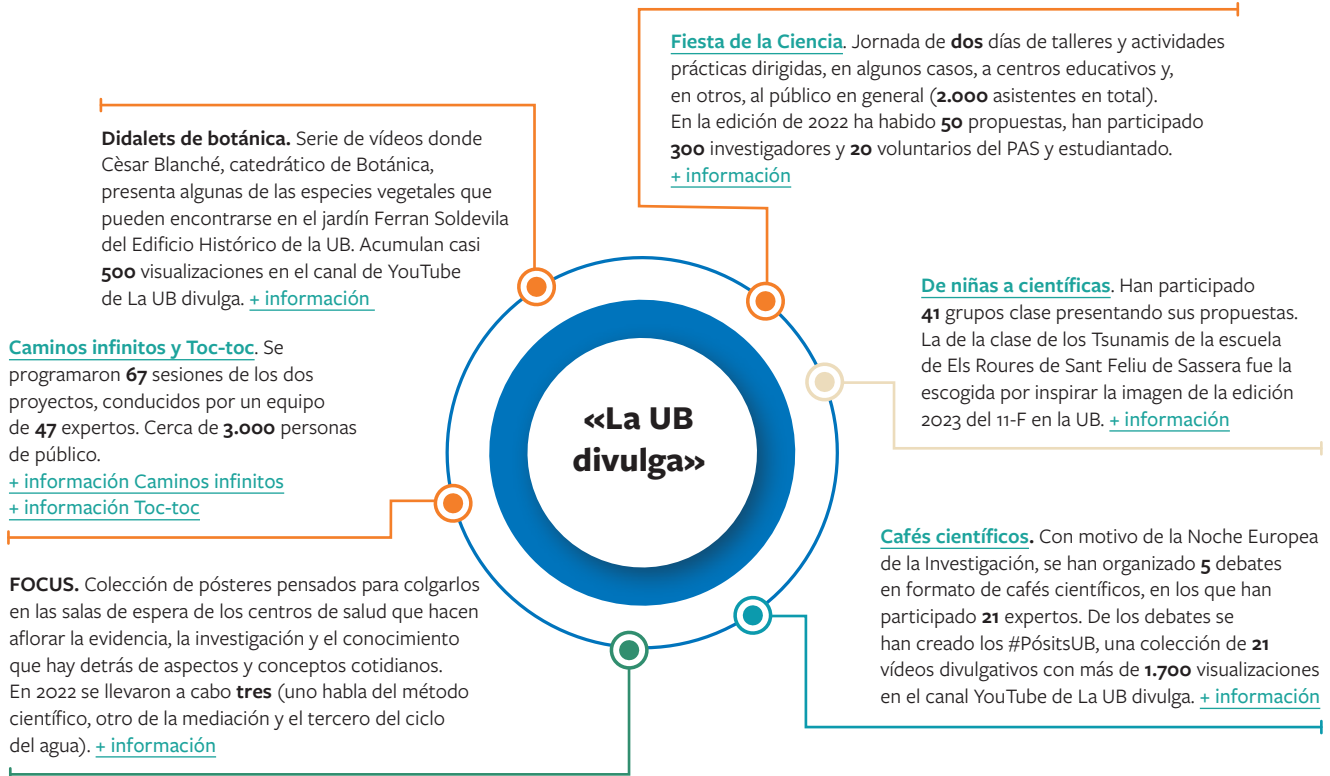 Fiesta de la Ciencia. Jornada de dos días de talleres y actividades
prácticas dirigidas, en algunos casos, a centros educativos y,
en otros, al público en general (2.000 asistentes en total).
En la edición de 2022 ha habido 50 propuestas, han participado
300 investigadores y 20 voluntarios del PAS y estudiantado.
+ información
Didalets de botánica. Serie de vídeos donde
Cèsar Blanché, catedrático de Botánica,
presenta algunas de las especies vegetales que
pueden encontrarse en el jardín Ferran Soldevila
del Edificio Histórico de la UB. Acumulan casi
500 visualizaciones en el canal de YouTube
de La UB divulga. + información
De niñas a científicas. Han participado
41 grupos clase presentando sus propuestas.
La de la clase de los Tsunamis de la escuela
de Els Roures de Sant Feliu de Sassera fue la
escogida por inspirar la imagen de la edición
2023 del 11-F en la UB. + información
Caminos infinitos y Toc-toc. Se
programaron 67 sesiones de los dos
proyectos, conducidos por un equipo
de 47 expertos. Cerca de 3.000 personas
de público.
+ información Caminos infinitos
+ información Toc-toc
«La UB
divulga»
Cafés científicos. Con motivo de la Noche Europea
de la Investigación, se han organizado 5 debates
en formato de cafés científicos, en los que han
participado 21 expertos. De los debates se
han creado los #PósitsUB, una colección de 21
vídeos divulgativos con más de 1.700 visualizaciones
en el canal YouTube de La UB divulga. + información
FOCUS. Colección de pósteres pensados para colgarlos
en las salas de espera de los centros de salud que hacen
aflorar la evidencia, la investigación y el conocimiento
que hay detrás de aspectos y conceptos cotidianos.
En 2022 se llevaron a cabo tres (uno habla del método
científico, otro de la mediación y el tercero del ciclo
del agua). + información